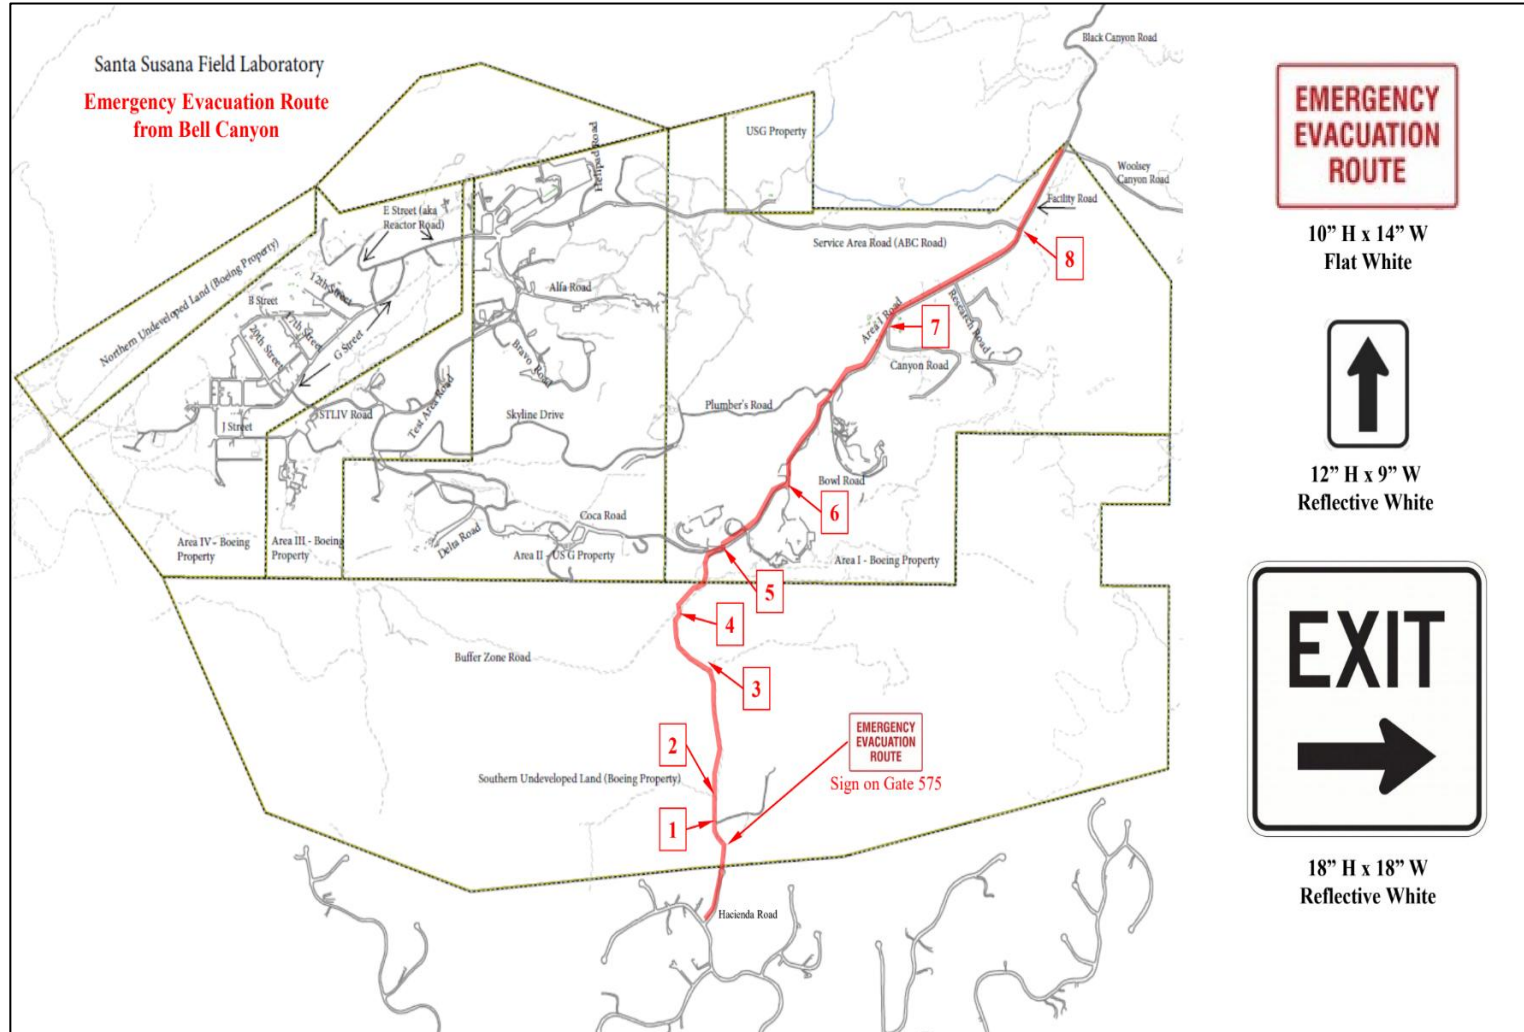 Santa Susana Field Laboratory
Emergency Evacuation Route
from Bell Canyon
Black Canyon Road
USG Property
Woolsey
Canyon Road
Helipad Road
Facility Road
E Street (aka
Reactor Road)
Service Area Road (ABC Road)
8
Northern Undeveloped Land (Boeing Property)
12th Street
B Street
17th Street
20th Street
G Street
Alfa Road
Bravo Road
Area I Road
Research Road
7
Canyon Road
STLIV Road
Test Area Road
J Street
Skyline Drive
Plumber's Road
Bowl Road
6
Coca Road
Delta Road
Area IV - Boeing
Property
Area III - Boeing
Property
Area II - US G Property
Area I - Boeing Property
5
4
Buffer Zone Road
3
2
Southern Undeveloped Land (Boeing Property)
1
EMERGENCY
EVACUATION
ROUTE
Sign on Gate 575
Hacienda Road
EMERGENCY
EVACUATION
ROUTE
10” H x 14” W
Flat White
12” H x 9” W
Reflective White
EXIT
18” H x 18” W
Reflective White